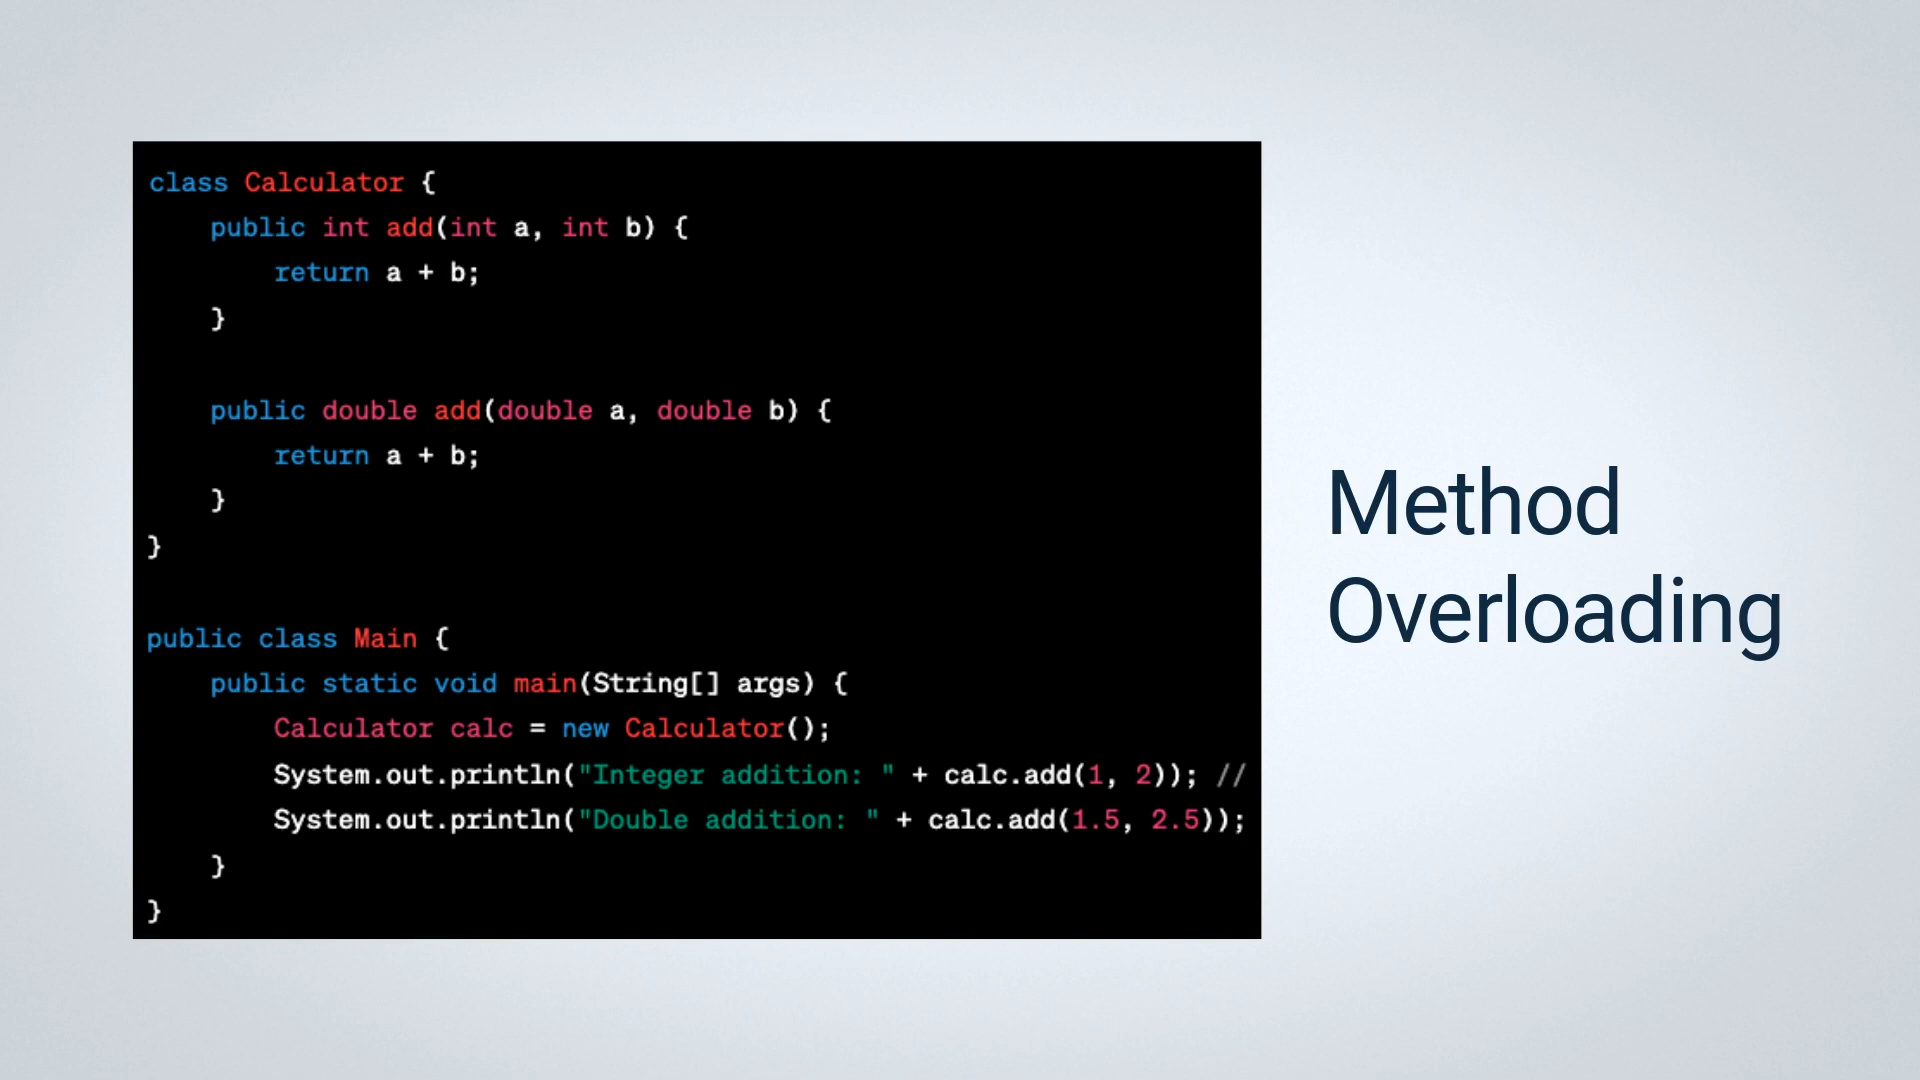 class Calculator {
    public int add(int a, int b) {
        return a + b;
    }

    public double add(double a, double b) {
        return a + b;
    }
}

public class Main {
    public static void main(String[] args) {
        Calculator calc = new Calculator();
        System.out.println("Integer addition: " + calc.add(1, 2)); //
        System.out.println("Double addition: " + calc.add(1.5, 2.5));
    }
}
Method
Overloading